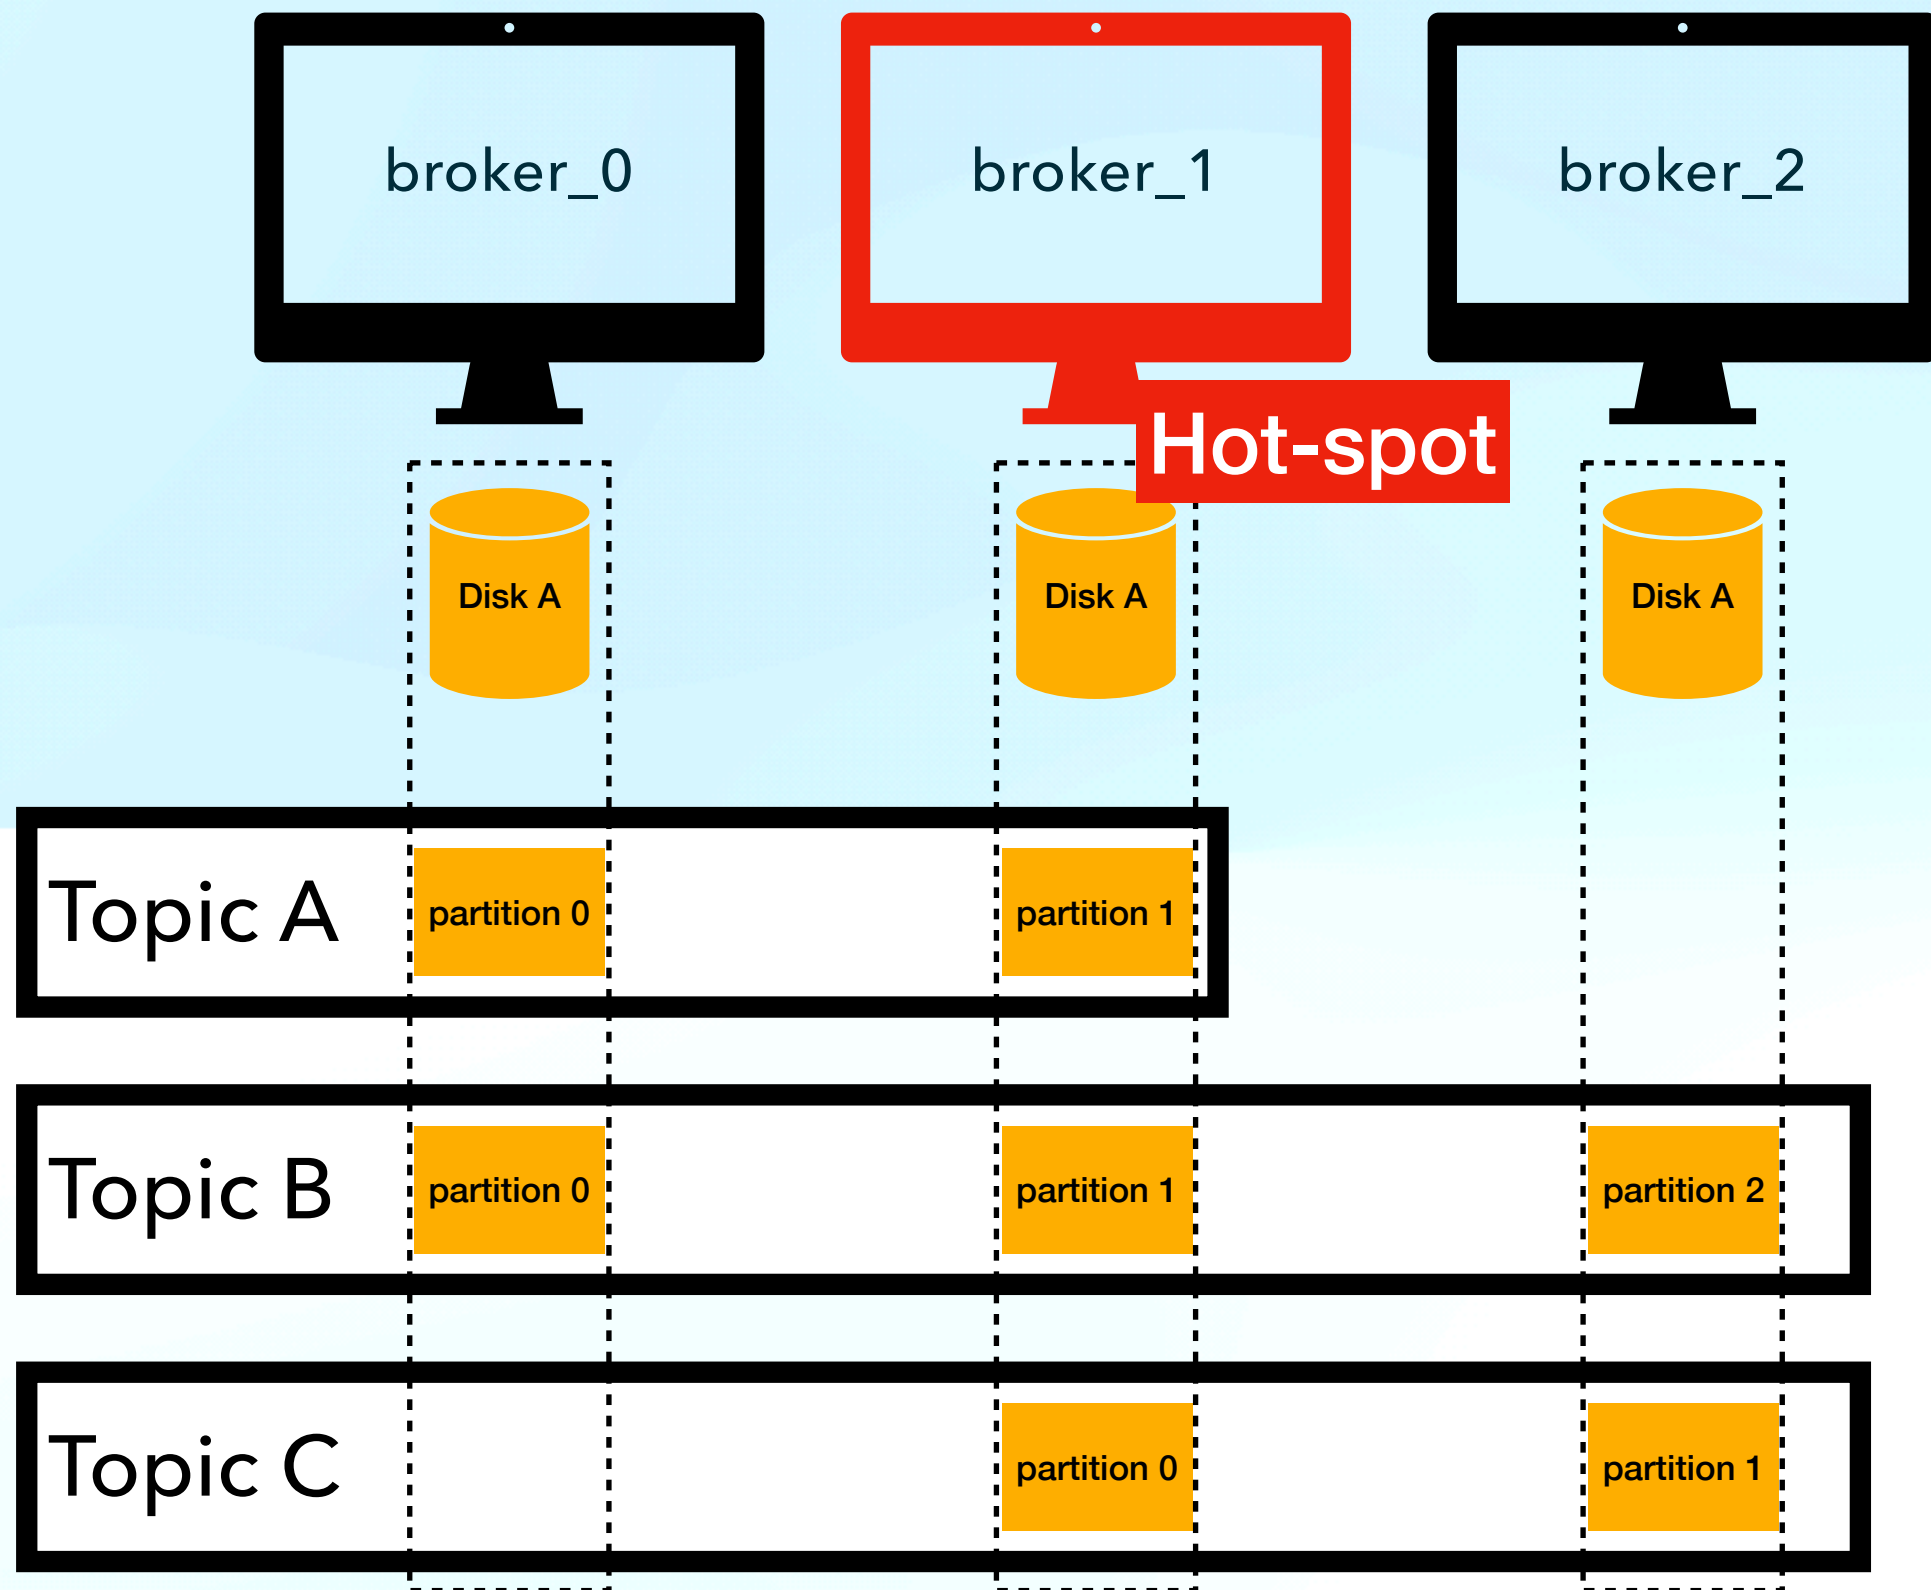 broker_0
broker_1
broker_2
Hot-spot
Disk A
Disk A
Disk A
Topic A
partition 0
partition 1
Topic B
partition 0
partition 1
partition 2
Topic C
partition 0
partition 1